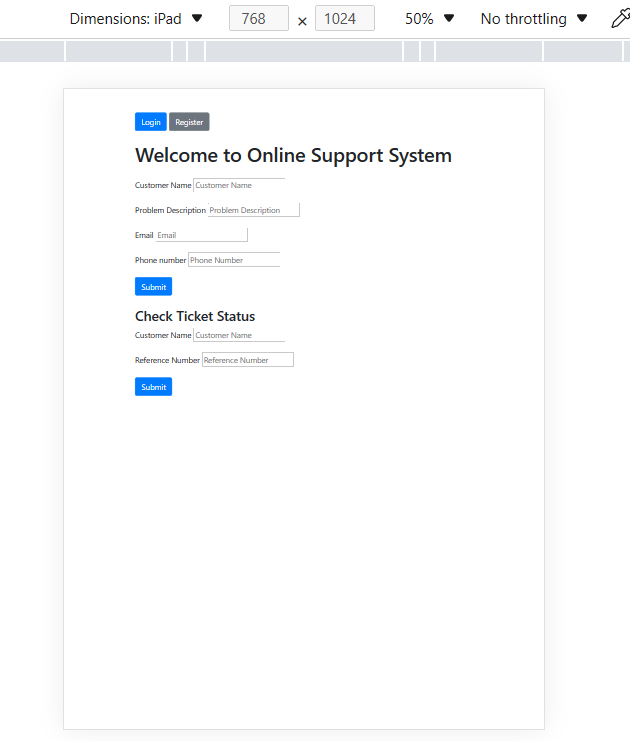 Dimensions: iPad 768 × 1024 50% No throttling
Login Register
Welcome to Online Support System
Customer Name Customer Name
Problem Description Problem Description
Email Email
Phone number Phone Number
Submit
Check Ticket Status
Customer Name Customer Name
Reference Number Reference Number
Submit